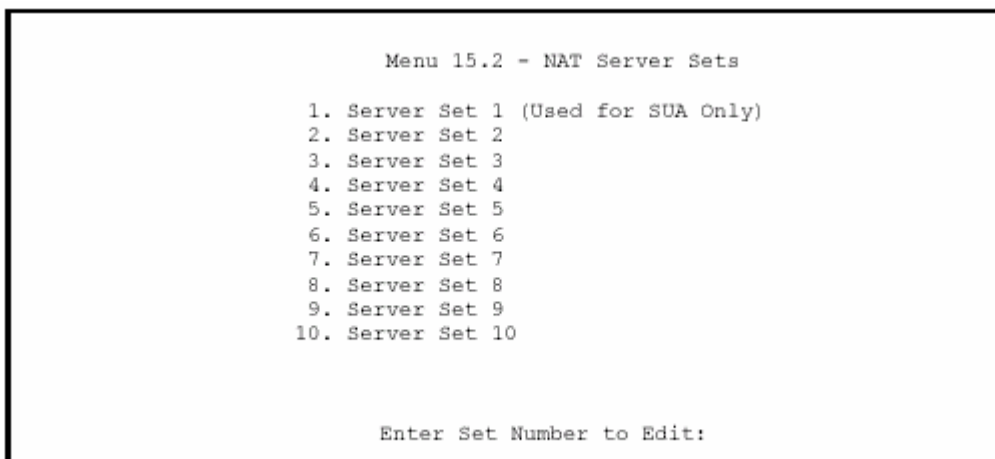 Menu 15.2 - NAT Server Sets
1. Server Set 1 (Used for SUA Only)
2. Server Set 2
3. Server Set 3
4. Server Set 4
5. Server Set 5
6. Server Set 6
7. Server Set 7
8. Server Set 8
9. Server Set 9
10. Server Set 10
Enter Set Number to Edit: